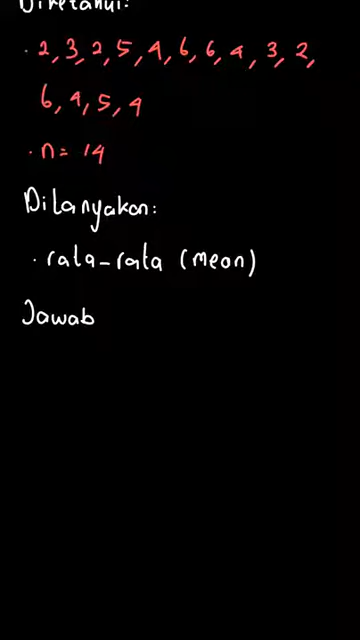 Diketahui:
. 2, 3, 2, 5, 4, 6, 6, 4, 3, 2,
6, 4, 5, 4
. n = 14
Ditanyakan:
. rata-rata (mean)
Jawab